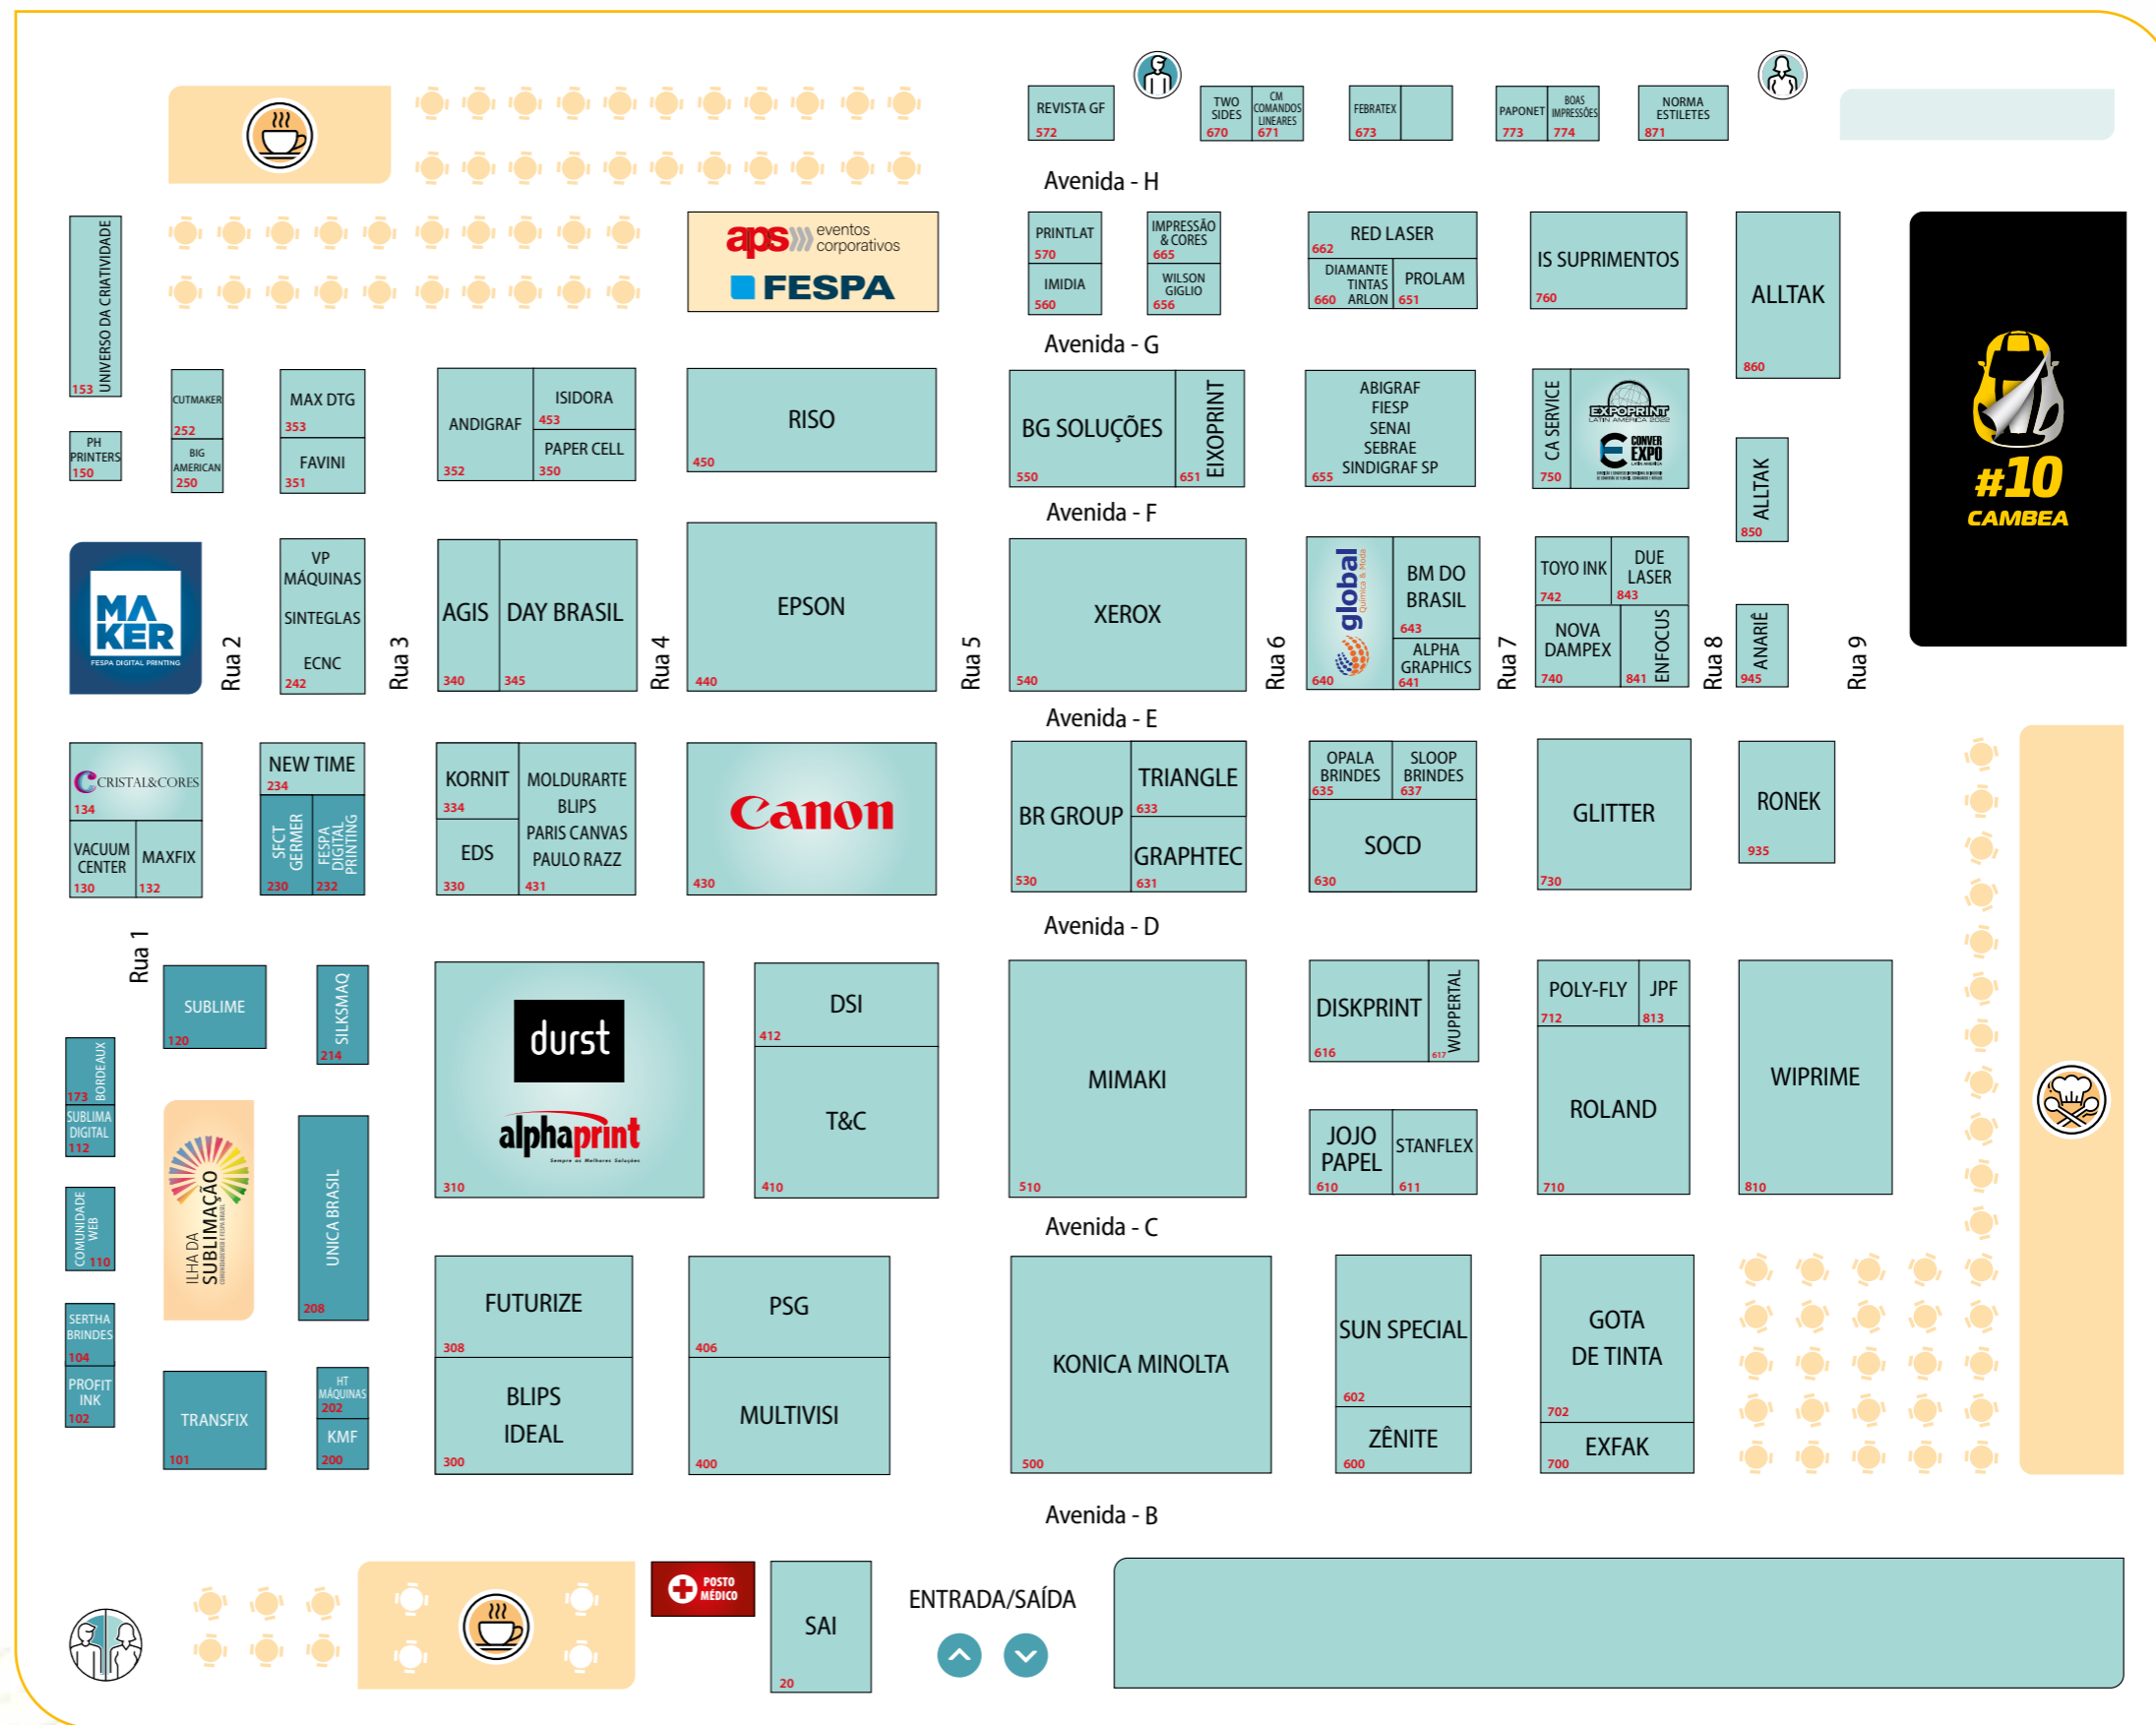 REVISTA GF
572
TWO
SIDES
670
CM
COMANDOS
LINEARES
671
FEBRATEX
673
PAPONET
773
BOAS
IMPRESSÕES
774
NORMA
ESTILETES
871
Avenida - H
UNIVERSO DA CRIATIVIDADE
153
aps eventos
corporativos
FESPA
PRINTLAT
570
IMIDIA
560
IMPRESSÃO
& CORES
665
WILSON
GIGLIO
656
RED LASER
662
DIAMANTE
TINTAS
660 ARLON
PROLAM
651
IS SUPRIMENTOS
760
ALLTAK
860
Avenida - G
PH
PRINTERS
150
CUTMAKER
252
BIG
AMERICAN
250
MAX DTG
353
FAVINI
351
ANDIGRAF
352
ISIDORA
453
PAPER CELL
350
RISO
450
BG SOLUÇÕES
550
EIXOPRINT
651
ABIGRAF
FIESP
SENAI
SEBRAE
SINDIGRAF SP
655
CA SERVICE
750
EXPOPRINT
LATIN AMERICA 2022
CONVER
EXPO
LATIN AMERICA
ALLTAK
850
#10
CAMBEA
Avenida - F
MA
KER
FESPA DIGITAL PRINTING
Rua 2
VP
MÁQUINAS
SINTEGLAS
ECNC
242
Rua 3
AGIS
340
DAY BRASIL
345
Rua 4
EPSON
440
Rua 5
XEROX
540
Rua 6
global
Química & Moda
640
BM DO
BRASIL
643
ALPHA
GRAPHICS
641
Rua 7
TOYO INK
742
DUE
LASER
843
NOVA
DAMPEX
740
ENFOCUS
841
Rua 8
ANARIÊ
945
Rua 9
Avenida - E
CRISTAL&CORES
134
VACUUM
CENTER
130
MAXFIX
132
NEW TIME
234
SFCT
GERMER
230
FESPA
DIGITAL
PRINTING
232
KORNIT
334
EDS
330
MOLDURARTE
BLIPS
PARIS CANVAS
PAULO RAZZ
431
Canon
430
BR GROUP
530
TRIANGLE
633
GRAPHTEC
631
OPALA
BRINDES
635
SLOOP
BRINDES
637
SOCD
630
GLITTER
730
RONEK
935
Avenida - D
Rua 1
SUBLIME
120
SILKSMAQ
214
BORDEAUX
173
SUBLIMA
DIGITAL
112
durst
alphaprint
Sempre as Melhores Soluções
310
DSI
412
T&C
410
MIMAKI
510
DISKPRINT
616
WUPPERTAL
617
JOJO
PAPEL
610
STANFLEX
611
POLY-FLY
712
JPF
813
ROLAND
710
WIPRIME
810
COMUNIDADE
WEB
110
ILHA DA
SUBLIMAÇÃO
UNICA BRASIL
208
Avenida - C
SERTHA
BRINDES
104
PROFIT
INK
102
TRANSFIX
101
HT
MÁQUINAS
202
KMF
200
FUTURIZE
308
BLIPS
IDEAL
300
PSG
406
MULTIVISI
400
KONICA MINOLTA
500
SUN SPECIAL
602
ZÊNITE
600
GOTA
DE TINTA
702
EXFAK
700
Avenida - B
POSTO
MÉDICO
SAI
20
ENTRADA/SAÍDA